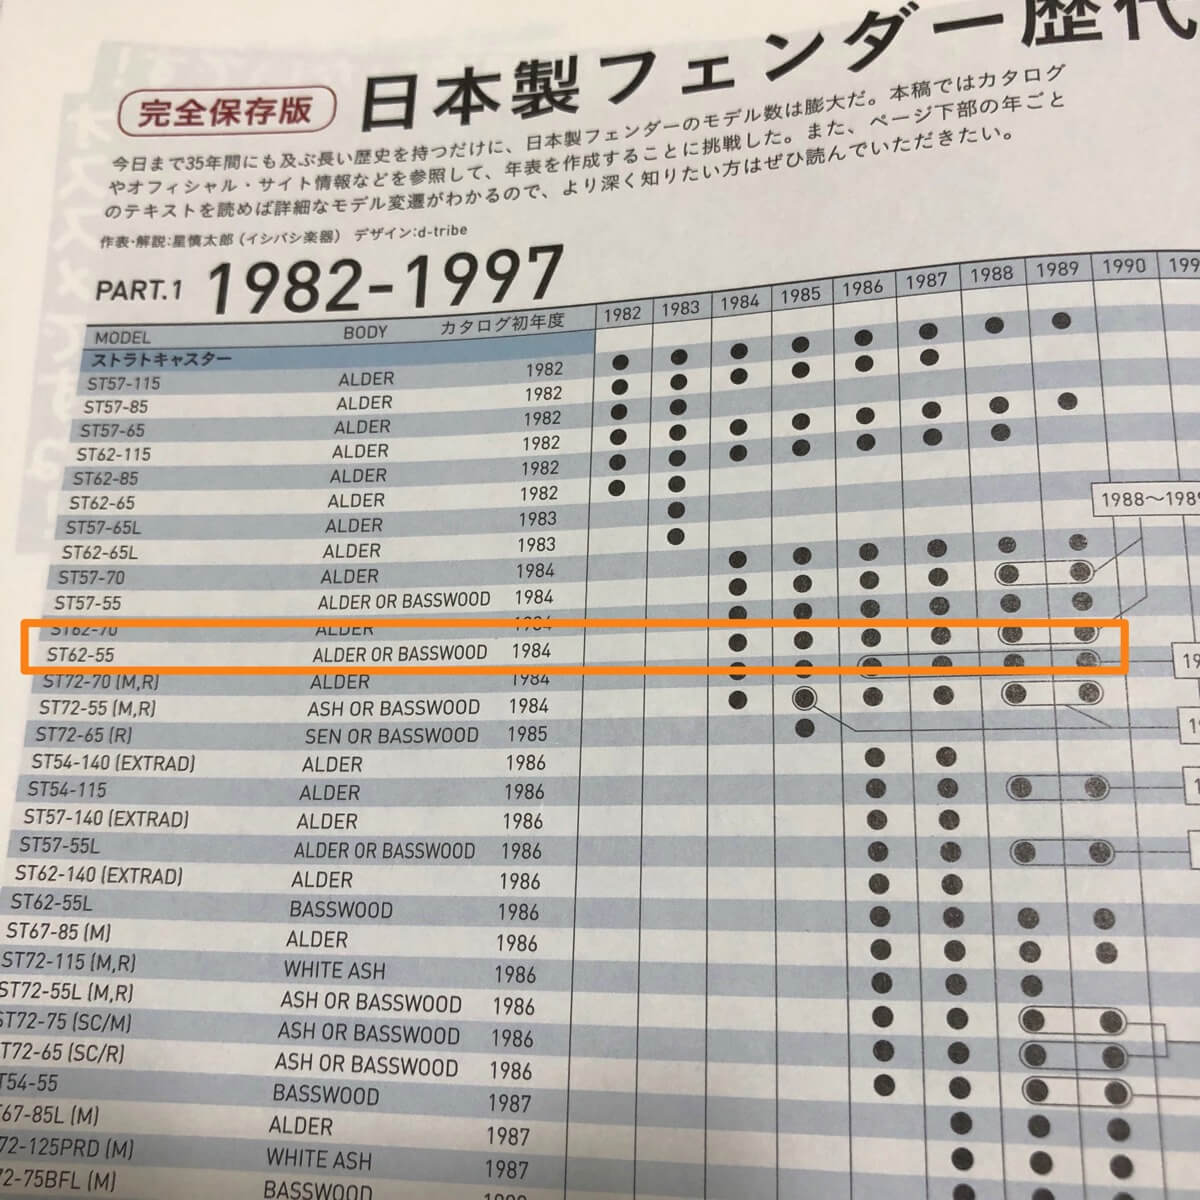 日本製フェンダー歴代
完全保存版
今日まで35年間にも及ぶ長い歴史を持つだけに、日本製フェンダーのモデル数は膨大だ。本稿ではカタログ
やオフィシャル・サイト情報などを参照して、年表を作成することに挑戦した。また、ページ下部の年ごと
のテキストを読めば詳細なモデル変遷がわかるので、より深く知りたい方はぜひ読んでいただきたい。
作表・解説:星慎太郎(イシバシ楽器) デザイン:d-tribe
PART.1 1982-1997
MODEL BODY カタログ初年度 1982 1983 1984 1985 1986 1987 1988 1989 1990 199
ストラトキャスター
ST57-115 ALDER 1982
ST57-85 ALDER 1982
ST57-65 ALDER 1982
ST62-115 ALDER 1982
ST62-85 ALDER 1982
ST62-65 ALDER 1982
ST57-65L ALDER 1983
ST62-65L ALDER 1983
ST57-70 ALDER 1984
ST57-55 ALDER OR BASSWOOD 1984
ST62-70 ALDER 1984
ST62-55 ALDER OR BASSWOOD 1984
ST72-70 (M,R) ALDER 1984
ST72-55 (M,R) ASH OR BASSWOOD 1984
ST72-65 (R) SEN OR BASSWOOD 1985
ST54-140 (EXTRAD) ALDER 1986
ST54-115 ALDER 1986
ST57-140 (EXTRAD) ALDER 1986
ST57-55L ALDER OR BASSWOOD 1986
ST62-140 (EXTRAD) ALDER 1986
ST62-55L BASSWOOD 1986
ST67-85 (M) ALDER 1986
ST72-115 (M,R) WHITE ASH 1986
ST72-55L (M,R) ASH OR BASSWOOD 1986
ST72-75 (SC/M) ASH OR BASSWOOD 1986
T72-65 (SC/R) ASH OR BASSWOOD 1986
T54-55 BASSWOOD 1987
67-85L (M) ALDER 1987
72-125PRD (M) WHITE ASH 1987
72-75BFL (M) BASSWOOD
1988〜198
19